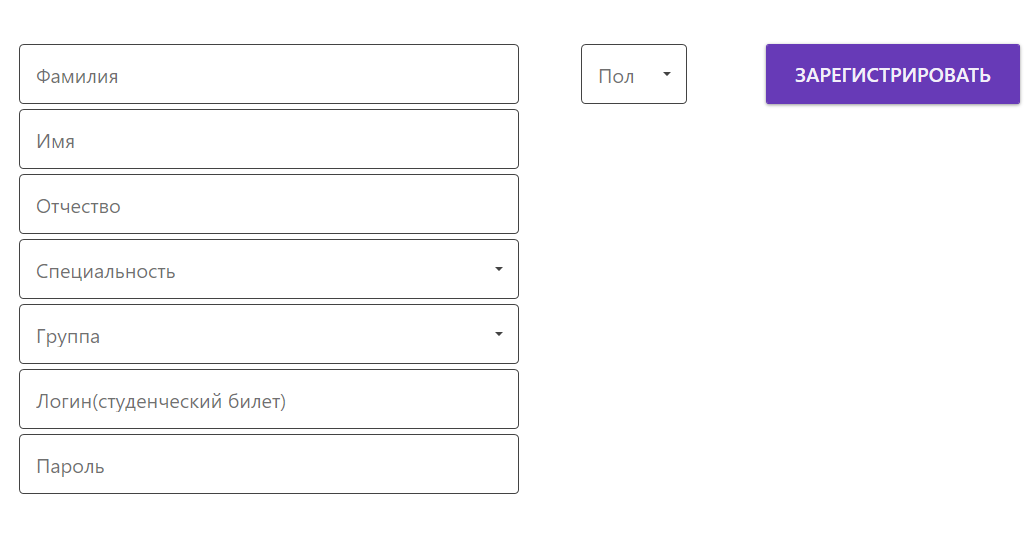 Фамилия
Пол
ЗАРЕГИСТРИРОВАТЬ
Имя
Отчество
Специальность
Группа
Логин(студенческий билет)
Пароль